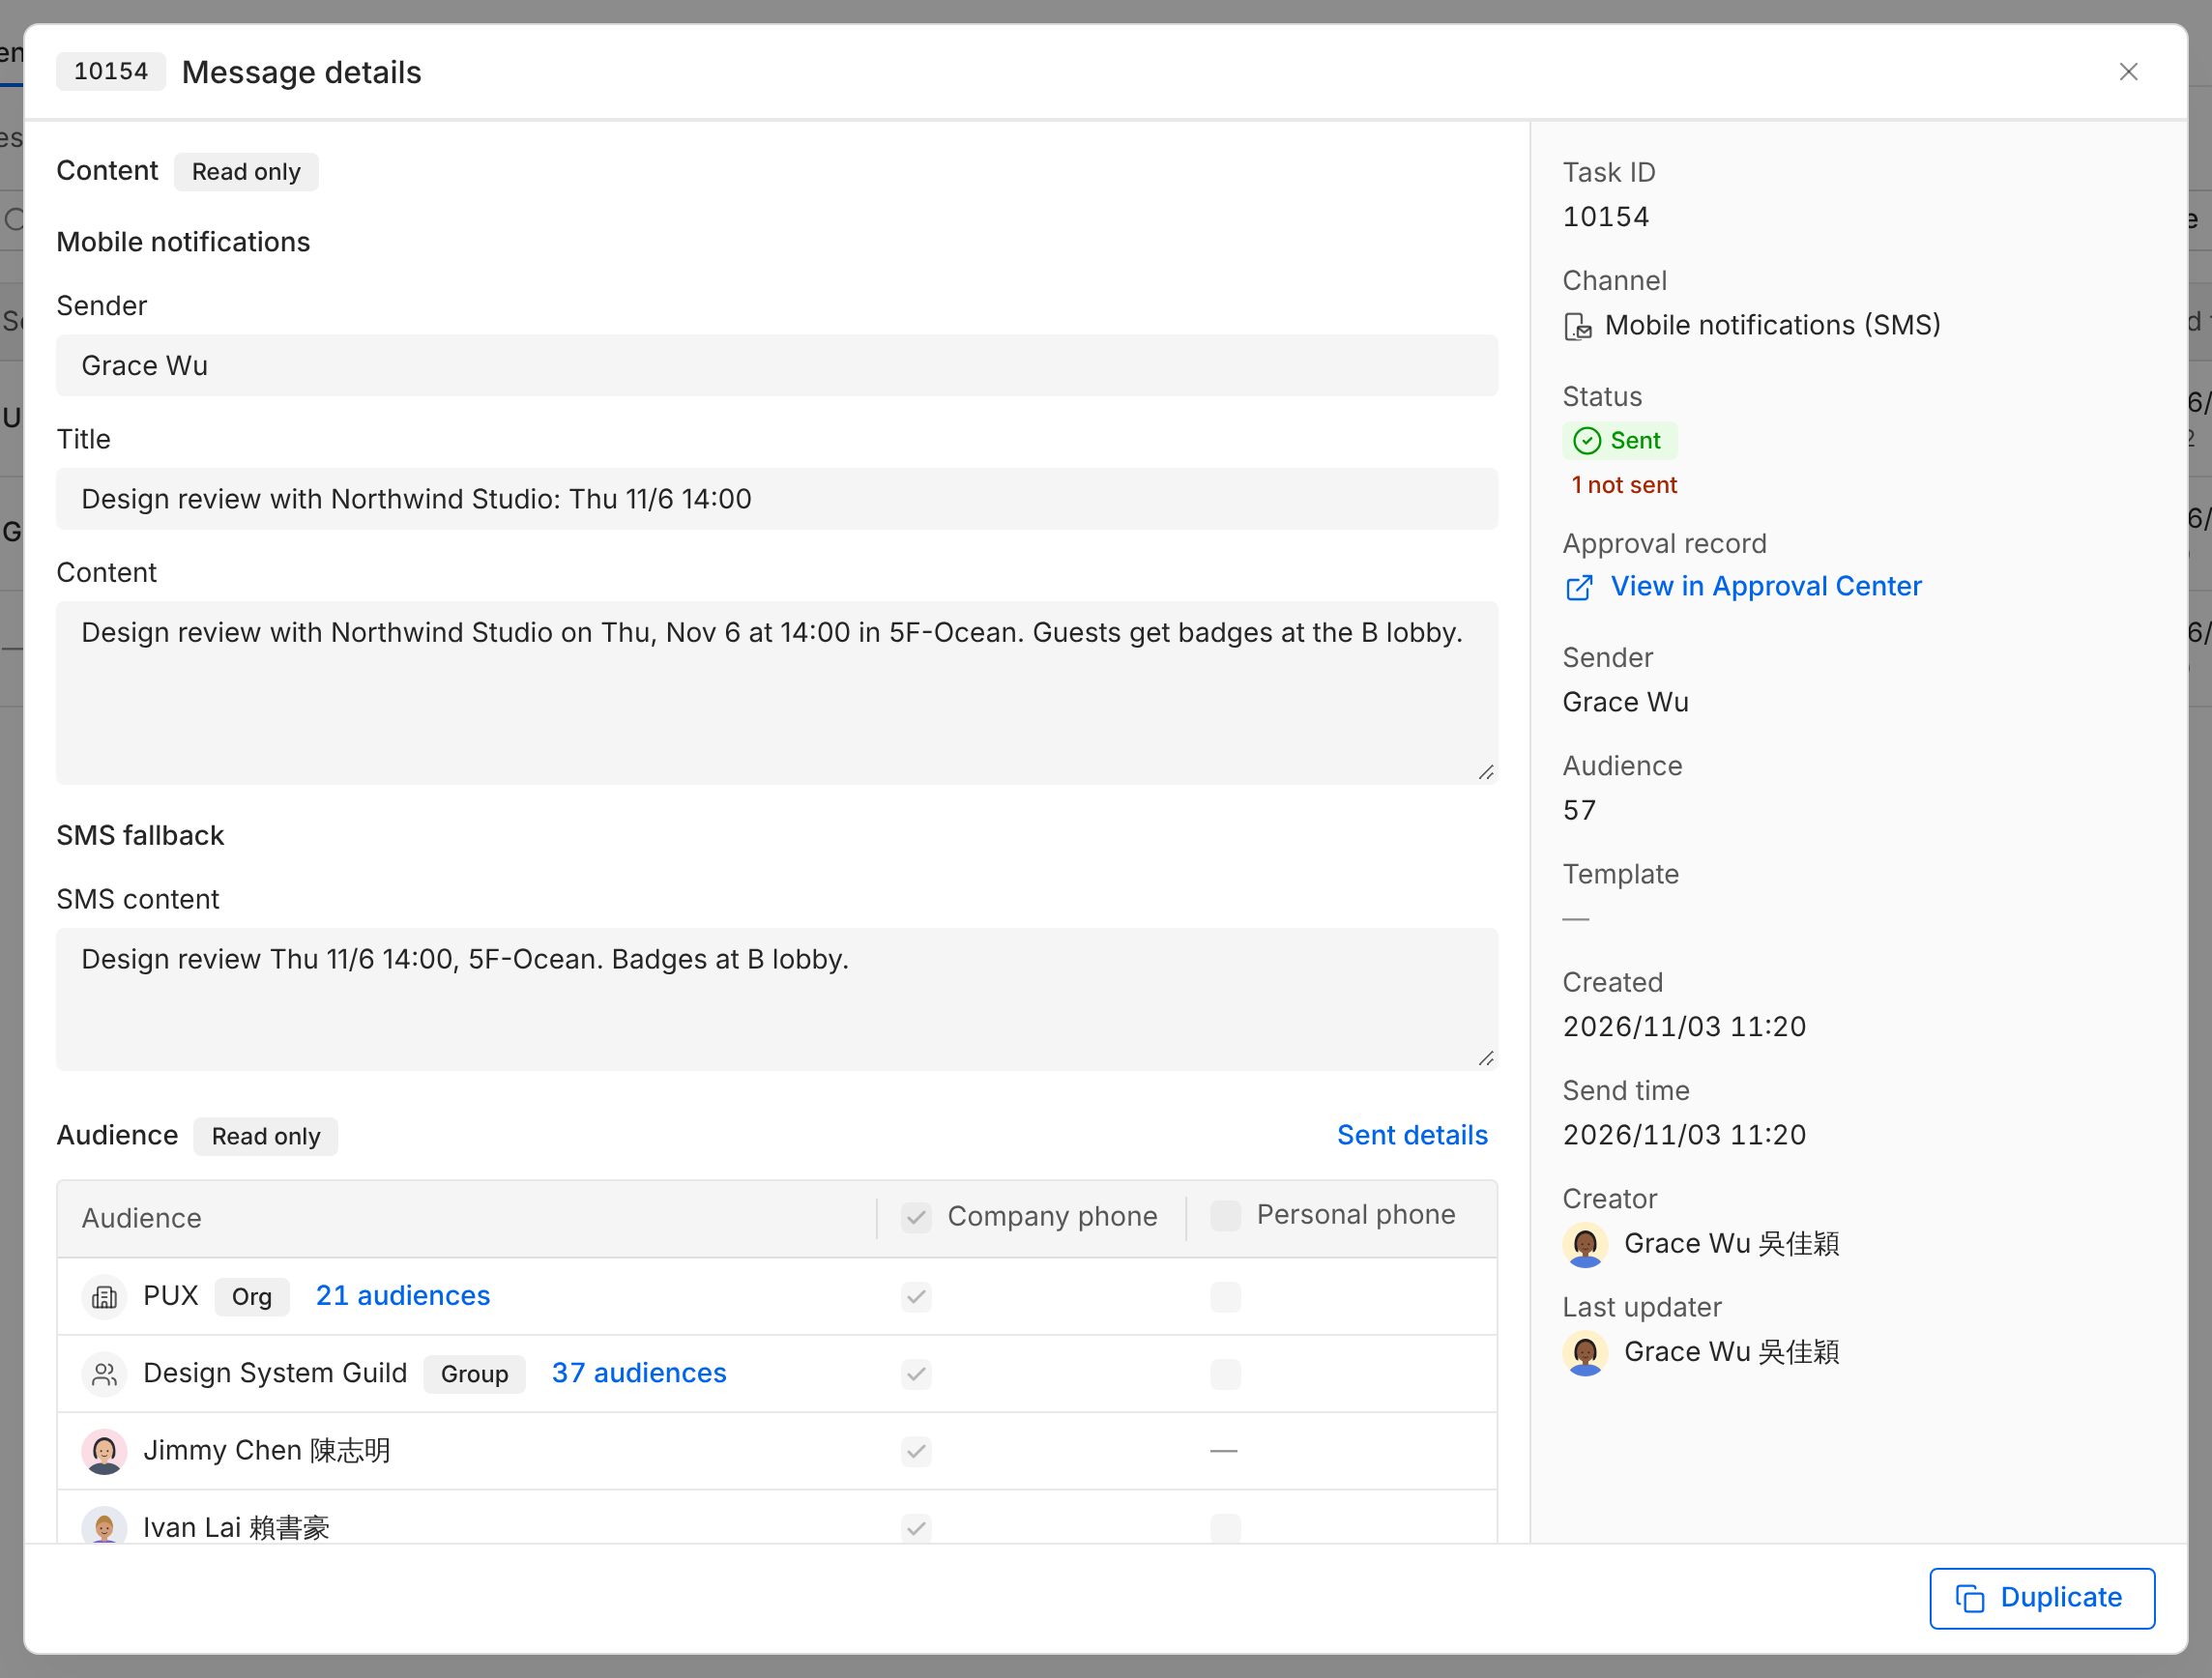 10154 Message details
Content Read only
Mobile notifications
Sender
Grace Wu
Title
Design review with Northwind Studio: Thu 11/6 14:00
Content
Design review with Northwind Studio on Thu, Nov 6 at 14:00 in 5F-Ocean. Guests get badges at the B lobby.
SMS fallback
SMS content
Design review Thu 11/6 14:00, 5F-Ocean. Badges at B lobby.
Audience Read only Sent details
Audience Company phone Personal phone
PUX Org 21 audiences
Design System Guild Group 37 audiences
Jimmy Chen 陳志明 —
Ivan Lai 賴書豪
Task ID
10154
Channel
Mobile notifications (SMS)
Status
Sent
1 not sent
Approval record
View in Approval Center
Sender
Grace Wu
Audience
57
Template
—
Created
2026/11/03 11:20
Send time
2026/11/03 11:20
Creator
Grace Wu 吳佳穎
Last updater
Grace Wu 吳佳穎
Duplicate